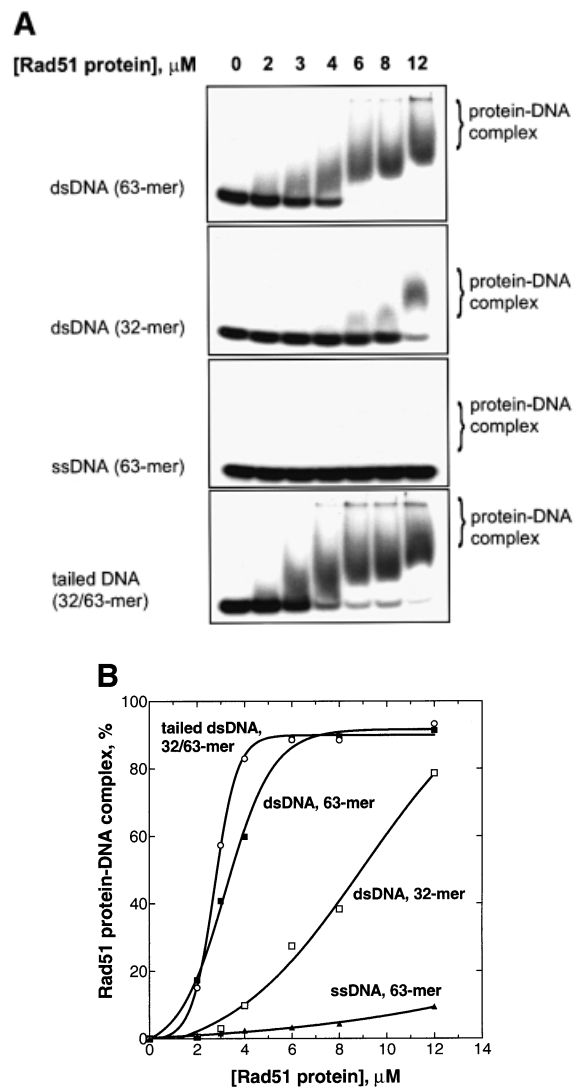 A
[Rad51 protein], μM 0 2 3 4 6 8 12
protein-DNA
complex
dsDNA (63-mer)
protein-DNA
complex
dsDNA (32-mer)
protein-DNA
complex
ssDNA (63-mer)
protein-DNA
complex
tailed DNA
(32/63-mer)
B
Rad51 protein-DNA complex, %
100
80
60
40
20
0
tailed dsDNA,
32/63-mer
dsDNA, 63-mer
dsDNA, 32-mer
ssDNA, 63-mer
0 2 4 6 8 10 12 14
[Rad51 protein], μM